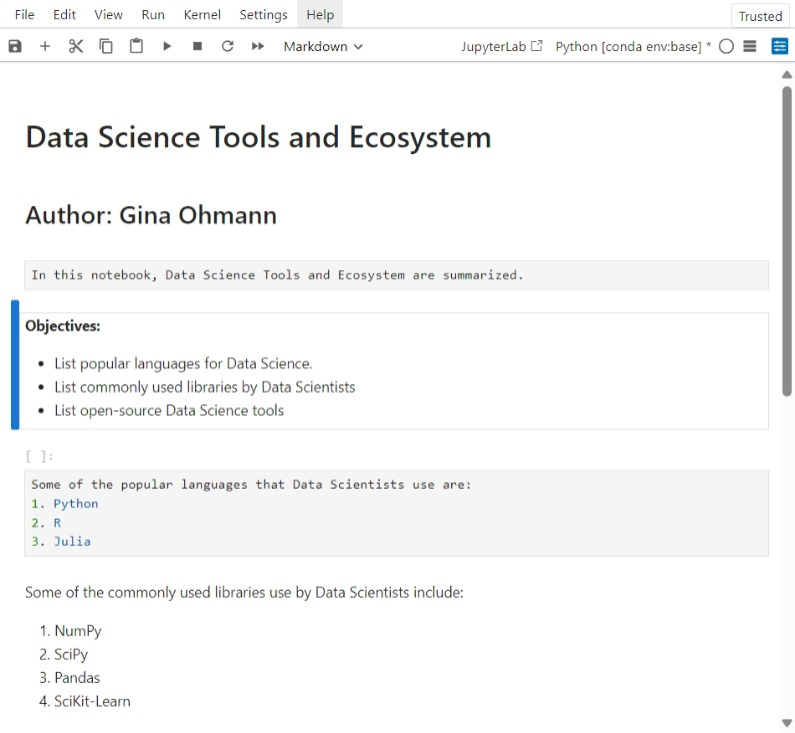 File Edit View Run Kernel Settings Help
Trusted
Markdown JupyterLab Python [conda env:base] *
Data Science Tools and Ecosystem
Author: Gina Ohmann
In this notebook, Data Science Tools and Ecosystem are summarized.
Objectives:
• List popular languages for Data Science.
• List commonly used libraries by Data Scientists
• List open-source Data Science tools
[ ]:
Some of the popular languages that Data Scientists use are:
1. Python
2. R
3. Julia
Some of the commonly used libraries use by Data Scientists include:
1. NumPy
2. SciPy
3. Pandas
4. SciKit-Learn